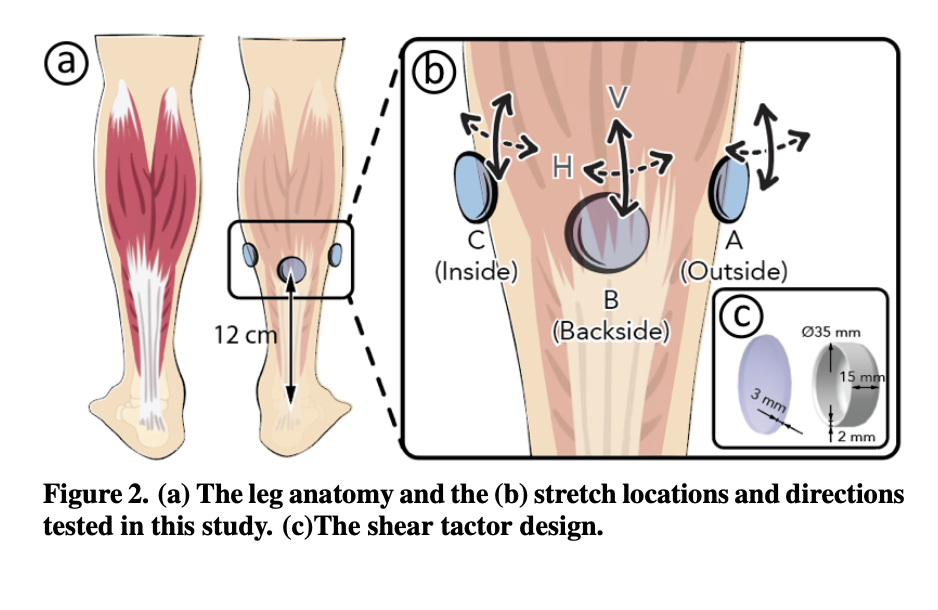 a
b
V
H
C
(Inside)
A
(Outside)
B
(Backside)
12 cm
c
Ø35 mm
15 mm
3 mm
2 mm
Figure 2. (a) The leg anatomy and the (b) stretch locations and directions
tested in this study. (c)The shear tactor design.